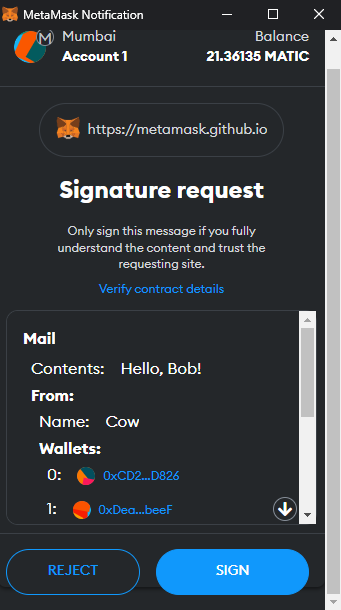 MetaMask Notification
Mumbai
Balance
Account 1
21.36135 MATIC
https://metamask.github.io
Signature request
Only sign this message if you fully
understand the content and trust the
requesting site.
Verify contract details
Mail
Contents: Hello, Bob!
From:
Name: Cow
Wallets:
0: 0xCD2...D826
1: 0xDea...beeF
REJECT
SIGN